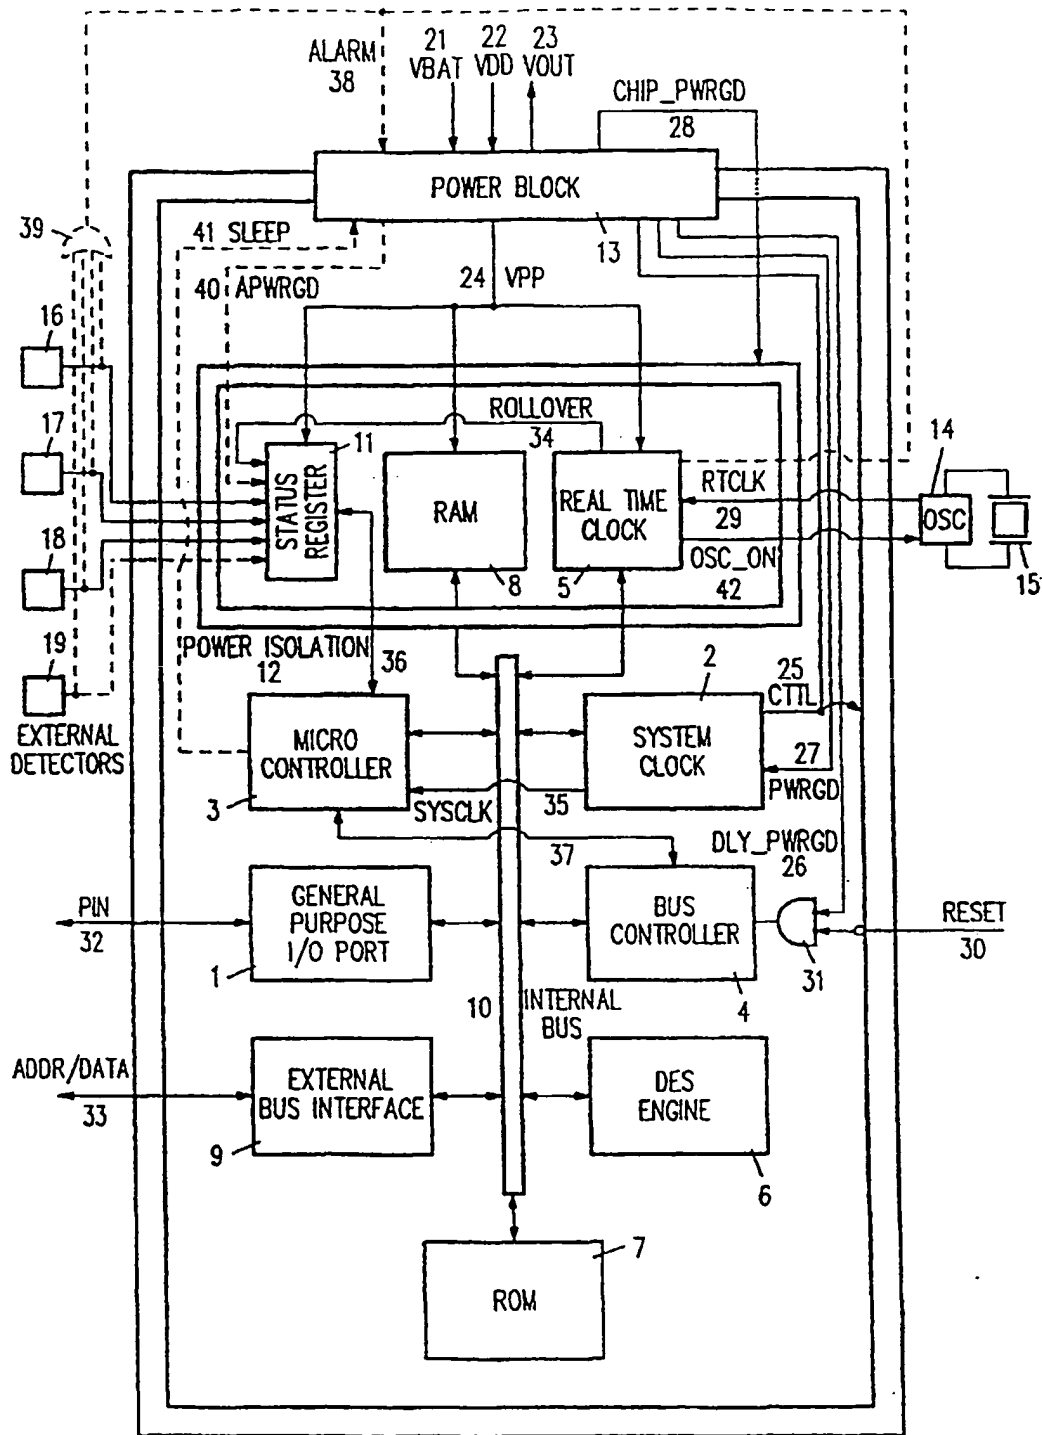 ALARM
38
21
VBAT
22
VDD
23
VOUT
CHIP_PWRGD
28
POWER BLOCK
13
39
41 SLEEP
40 APWRGD
24 VPP
16
17
18
19
EXTERNAL
DETECTORS
ROLLOVER
34
11
STATUS
REGISTER
RAM
8
REAL TIME
CLOCK
5
RTCLK
29
OSC_ON
42
14
OSC
15
POWER ISOLATION
12
36
MICRO
CONTROLLER
3
SYSCLK
35
2
SYSTEM
CLOCK
25
CTTL
27
PWRGD
37
DLY_PWRGD
26
PIN
32
GENERAL
PURPOSE
I/O PORT
1
BUS
CONTROLLER
4
31
RESET
30
10
INTERNAL
BUS
ADDR/DATA
33
EXTERNAL
BUS INTERFACE
9
DES
ENGINE
6
ROM
7